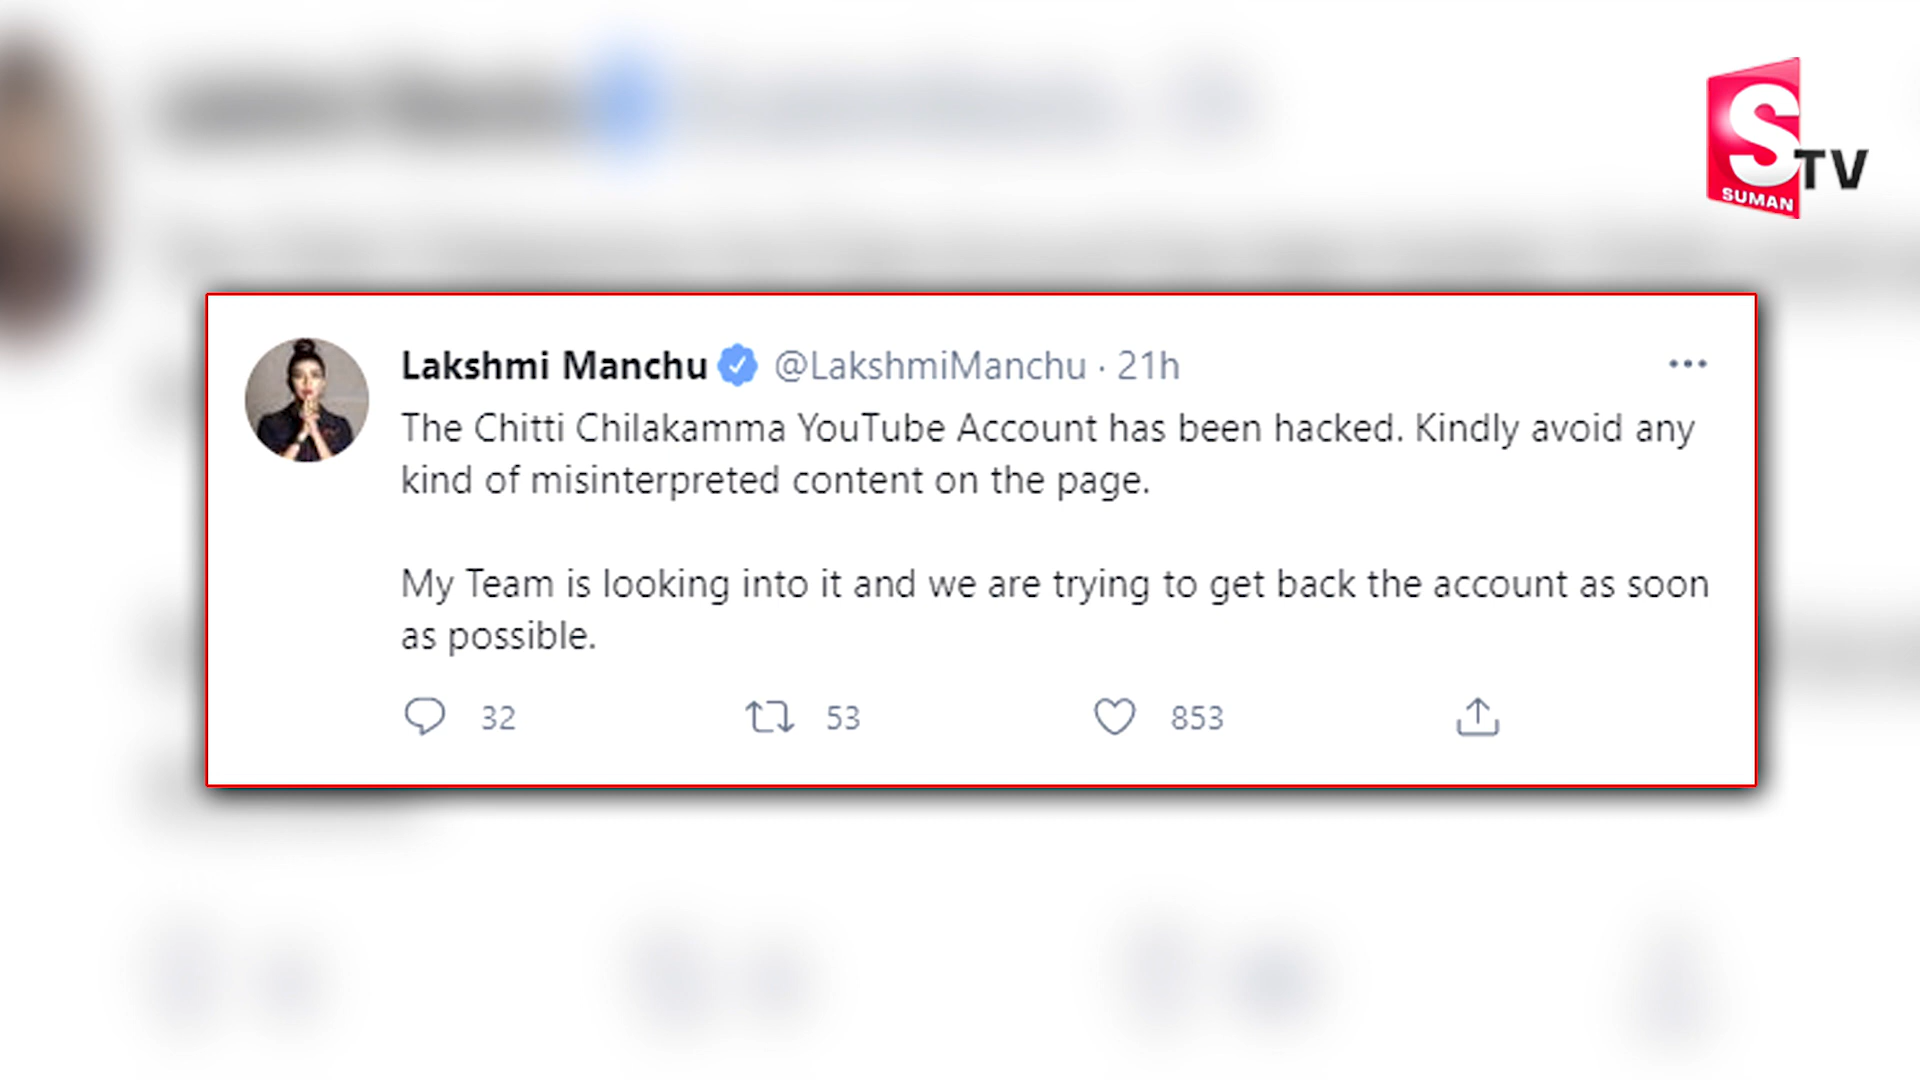 S
TV
SUMAN
Lakshmi Manchu @LakshmiManchu · 21h
The Chitti Chilakamma YouTube Account has been hacked. Kindly avoid any
kind of misinterpreted content on the page.
My Team is looking into it and we are trying to get back the account as soon
as possible.
32 53 853